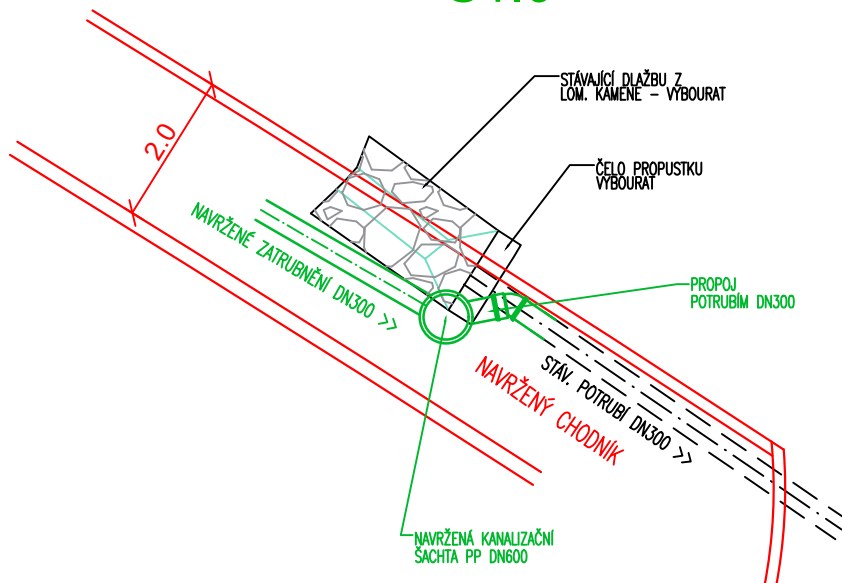 STÁVAJÍCÍ DLAŽBU Z
LOM. KAMENE – VYBOURAT
ČELO PROPUSTKU
VYBOURAT
2.0
NAVRŽENÉ ZATRUBNĚNÍ DN300 >>
PROPOJ
POTRUBÍM DN300
STÁV. POTRUBÍ DN300 >>
NAVRŽENÝ CHODNÍK
NAVRŽENÁ KANALIZAČNÍ
ŠACHTA PP DN600